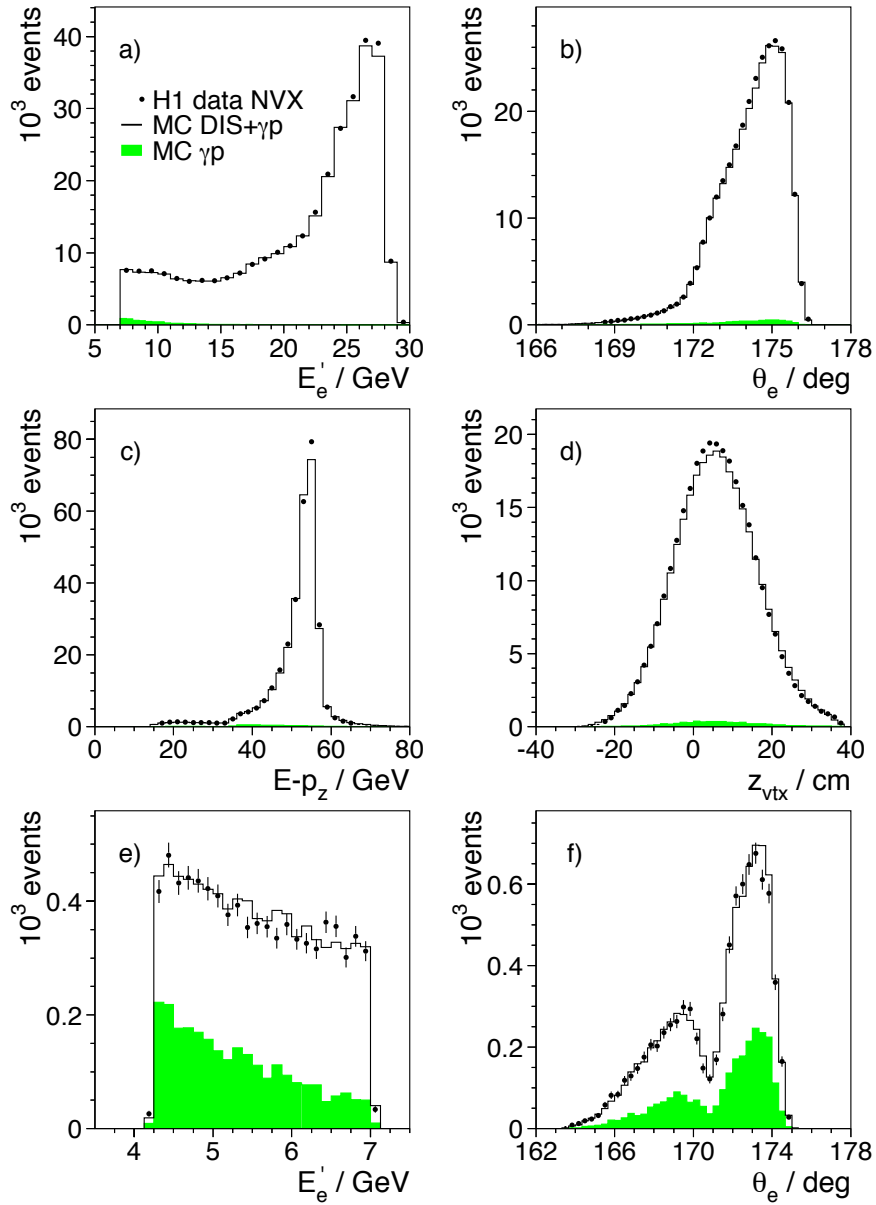 a)
10³ events
40
30
20
10
0
• H1 data NVX
— MC DIS+γp
MC γp
5 10 15 20 25 30
E'ₑ / GeV
b)
10³ events
20
10
0
166 169 172 175 178
θₑ / deg
c)
10³ events
80
60
40
20
0
0 20 40 60 80
E-p_z / GeV
d)
10³ events
20
15
10
5
0
-40 -20 0 20 40
z_vtx / cm
e)
10³ events
0.4
0.2
0
4 5 6 7
E'ₑ / GeV
f)
10³ events
0.6
0.4
0.2
0
162 166 170 174 178
θₑ / deg